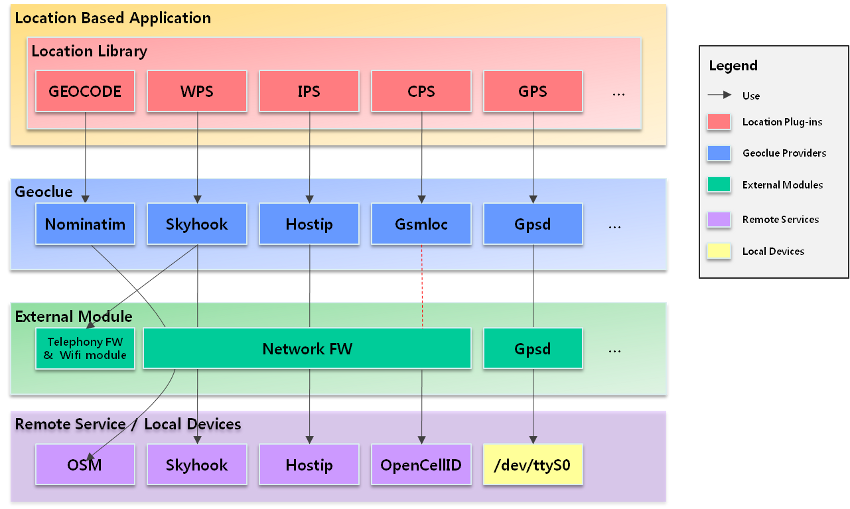 Location Based Application
Location Library
GEOCODE
WPS
IPS
CPS
GPS
...
Geoclue
Nominatim
Skyhook
Hostip
Gsmloc
Gpsd
...
External Module
Telephony FW
& Wifi module
Network FW
Gpsd
...
Remote Service / Local Devices
OSM
Skyhook
Hostip
OpenCellID
/dev/ttyS0
Legend
Use
Location Plug-ins
Geoclue Providers
External Modules
Remote Services
Local Devices